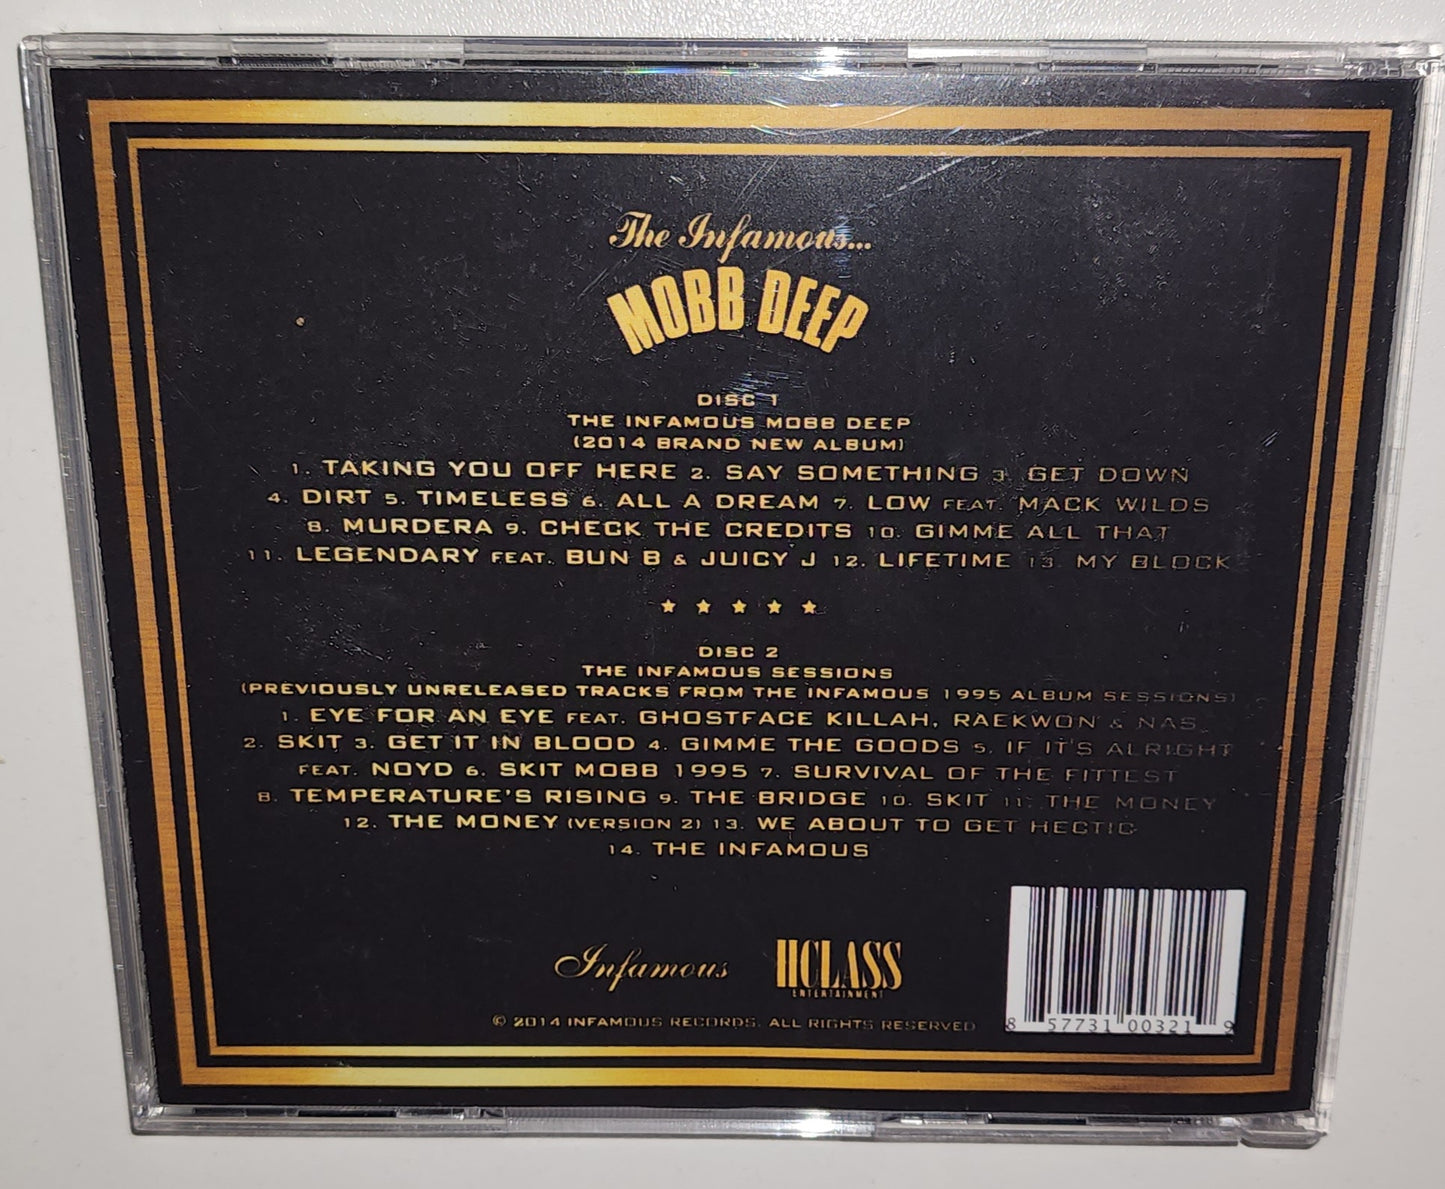 The Infamous...
MOBB DEEP
DISC 1
THE INFAMOUS MOBB DEEP
(2014 BRAND NEW ALBUM)
1. TAKING YOU OFF HERE 2. SAY SOMETHING 3. GET DOWN
4. DIRT 5. TIMELESS 6. ALL A DREAM 7. LOW FEAT. MACK WILDS
8. MURDERA 9. CHECK THE CREDITS 10. GIMME ALL THAT
11. LEGENDARY FEAT. BUN B & JUICY J 12. LIFETIME 13. MY BLOCK
DISC 2
THE INFAMOUS SESSIONS
(PREVIOUSLY UNRELEASED TRACKS FROM THE INFAMOUS 1995 ALBUM SESSIONS)
1. EYE FOR AN EYE FEAT. GHOSTFACE KILLAH, RAEKWON & NAS
2. SKIT 3. GET IT IN BLOOD 4. GIMME THE GOODS 5. IF IT'S ALRIGHT
FEAT. NOYD 6. SKIT MOBB 1995 7. SURVIVAL OF THE FITTEST
8. TEMPERATURE'S RISING 9. THE BRIDGE 10. SKIT 11. THE MONEY
12. THE MONEY (VERSION 2) 13. WE ABOUT TO GET HECTIC
14. THE INFAMOUS
Infamous HCLASS
ENTERTAINMENT
© 2014 INFAMOUS RECORDS. ALL RIGHTS RESERVED
8 57731 00321 9